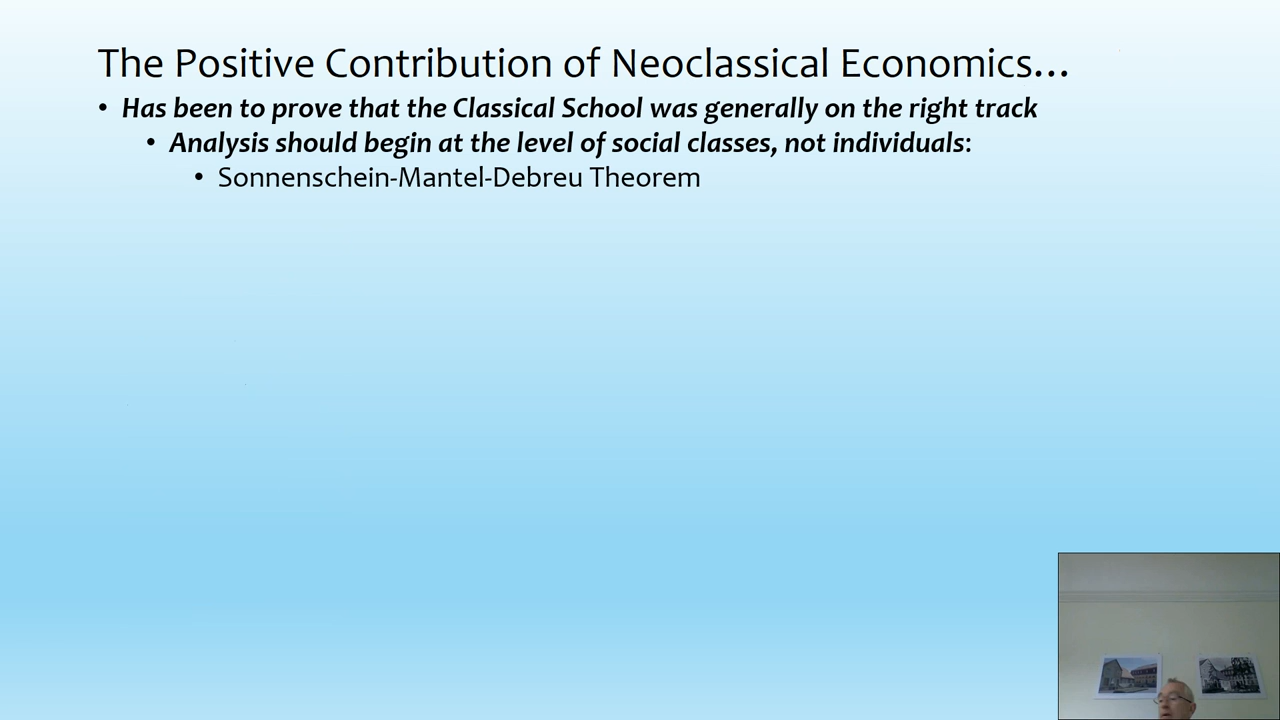 The Positive Contribution of Neoclassical Economics…
• Has been to prove that the Classical School was generally on the right track
• Analysis should begin at the level of social classes, not individuals:
• Sonnenschein-Mantel-Debreu Theorem